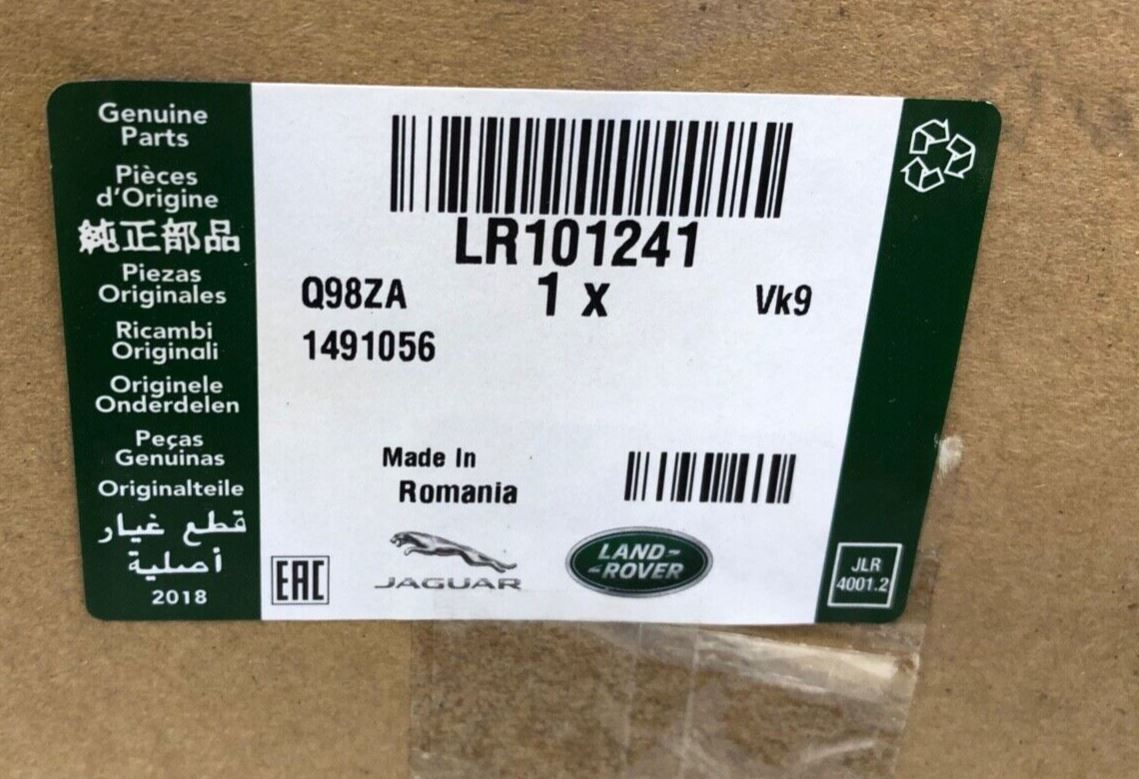 Genuine
Parts
Pièces
d'Origine
純正部品
Piezas
Originales
Ricambi
Originali
Originele
Onderdelen
Peças
Genuinas
Originalteile
قطع غيار
أصلية
2018
LR101241
Q98ZA 1 x Vk9
1491056
Made In
Romania
EAC
JAGUAR
LAND-
-ROVER
JLR
4001.2